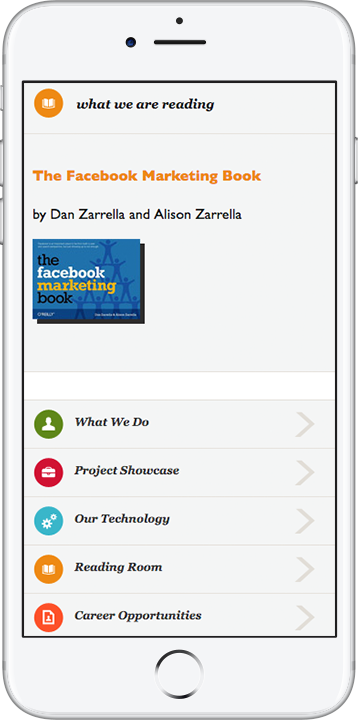 what we are reading
The Facebook Marketing Book
by Dan Zarrella and Alison Zarrella
the
facebook
marketing
book
O'REILLY
Dan Zarrella & Alison Zarrella
What We Do
Project Showcase
Our Technology
Reading Room
Career Opportunities